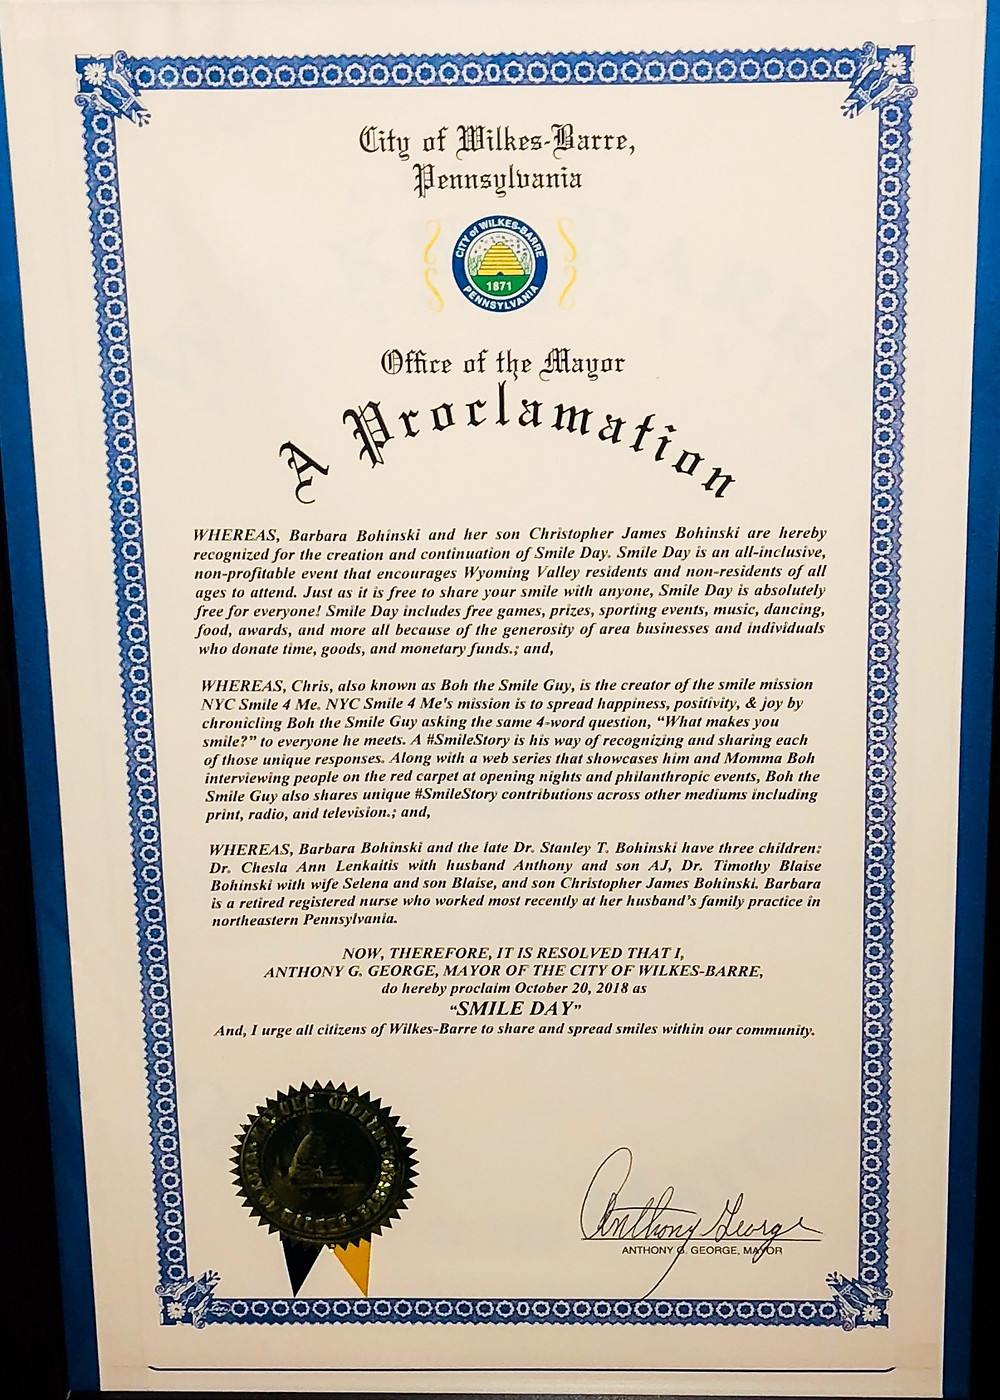 City of Wilkes-Barre,
Pennsylvania
CITY of WILKES-BARRE
1871
PENNSYLVANIA
Office of the Mayor
A Proclamation
WHEREAS, Barbara Bohinski and her son Christopher James Bohinski are hereby
recognized for the creation and continuation of Smile Day. Smile Day is an all-inclusive,
non-profitable event that encourages Wyoming Valley residents and non-residents of all
ages to attend. Just as it is free to share your smile with anyone, Smile Day is absolutely
free for everyone! Smile Day includes free games, prizes, sporting events, music, dancing,
food, awards, and more all because of the generosity of area businesses and individuals
who donate time, goods, and monetary funds.; and,
WHEREAS, Chris, also known as Boh the Smile Guy, is the creator of the smile mission
NYC Smile 4 Me. NYC Smile 4 Me's mission is to spread happiness, positivity, & joy by
chronicling Boh the Smile Guy asking the same 4-word question, “What makes you
smile?” to everyone he meets. A #SmileStory is his way of recognizing and sharing each
of those unique responses. Along with a web series that showcases him and Momma Boh
interviewing people on the red carpet at opening nights and philanthropic events, Boh the
Smile Guy also shares unique #SmileStory contributions across other mediums including
print, radio, and television.; and,
WHEREAS, Barbara Bohinski and the late Dr. Stanley T. Bohinski have three children:
Dr. Chesla Ann Lenkaitis with husband Anthony and son AJ, Dr. Timothy Blaise
Bohinski with wife Selena and son Blaise, and son Christopher James Bohinski. Barbara
is a retired registered nurse who worked most recently at her husband’s family practice in
northeastern Pennsylvania.
NOW, THEREFORE, IT IS RESOLVED THAT I,
ANTHONY G. GEORGE, MAYOR OF THE CITY OF WILKES-BARRE,
do hereby proclaim October 20, 2018 as
“SMILE DAY”
And, I urge all citizens of Wilkes-Barre to share and spread smiles within our community.
Anthony George
ANTHONY G. GEORGE, MAYOR